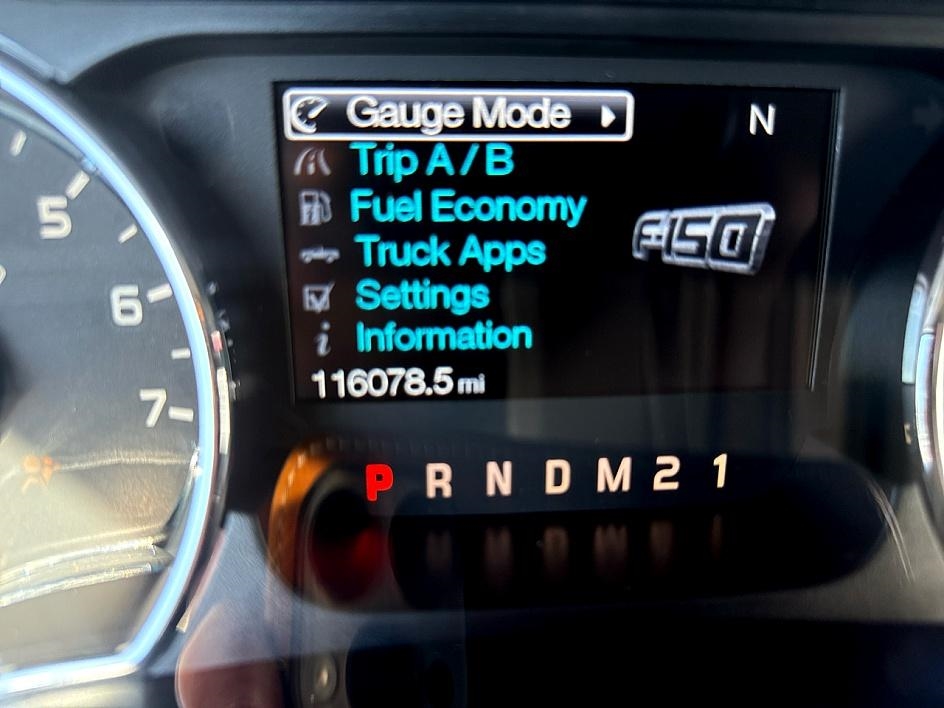 Gauge Mode
N
Trip A / B
Fuel Economy
F-150
Truck Apps
Settings
Information
116078.5 mi
5
6
7
P R N D M 2 1